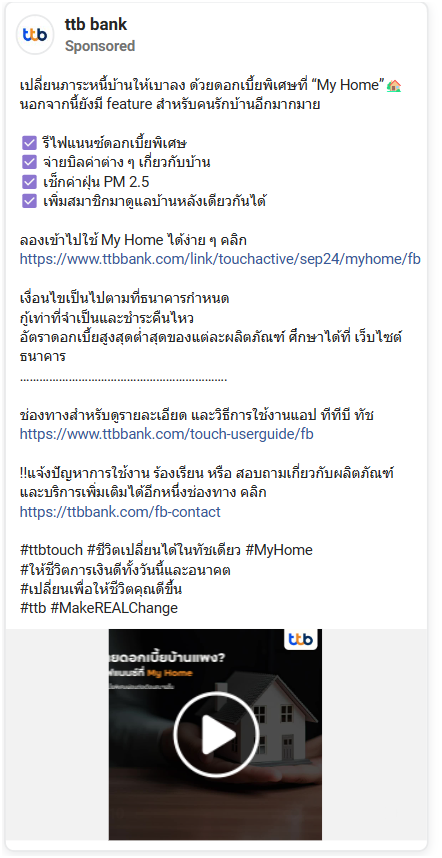 ttb
ttb bank
Sponsored
เปลี่ยนภาระหนี้บ้านให้เบาลง ด้วยดอกเบี้ยพิเศษที่ “My Home”🏡
นอกจากนี้ยังมี feature สำหรับคนรักบ้านอีกมากมาย
☑ รีไฟแนนซ์ดอกเบี้ยพิเศษ
☑ จ่ายบิลค่าต่าง ๆ เกี่ยวกับบ้าน
☑ เช็กค่าฝุ่น PM 2.5
☑ เพิ่มสมาชิกมาดูแลบ้านหลังเดียวกันได้
ลองเข้าไปใช้ My Home ได้ง่าย ๆ คลิก
https://www.ttbbank.com/link/touchactive/sep24/myhome/fb
เงื่อนไขเป็นไปตามที่ธนาคารกำหนด
กู้เท่าที่จำเป็นและชำระคืนไหว
อัตราดอกเบี้ยสูงสุดต่ำสุดของแต่ละผลิตภัณฑ์ ศึกษาได้ที่ เว็บไซต์
ธนาคาร
……………………………………………………….
ช่องทางสำหรับดูรายละเอียด และวิธีการใช้งานแอป ทีทีบี ทัช
https://www.ttbbank.com/touch-userguide/fb
!!แจ้งปัญหาการใช้งาน ร้องเรียน หรือ สอบถามเกี่ยวกับผลิตภัณฑ์
และบริการเพิ่มเติมได้อีกหนึ่งช่องทาง คลิก
https://ttbbank.com/fb-contact
#ttbtouch #ชีวิตเปลี่ยนได้ในทัชเดียว #MyHome
#ให้ชีวิตการเงินดีทั้งวันนี้และอนาคต
#เปลี่ยนเพื่อให้ชีวิตคุณดีขึ้น
#ttb #MakeREALChange
ttb
ดอกเบี้ยบ้านแพง?
ที่ My Home